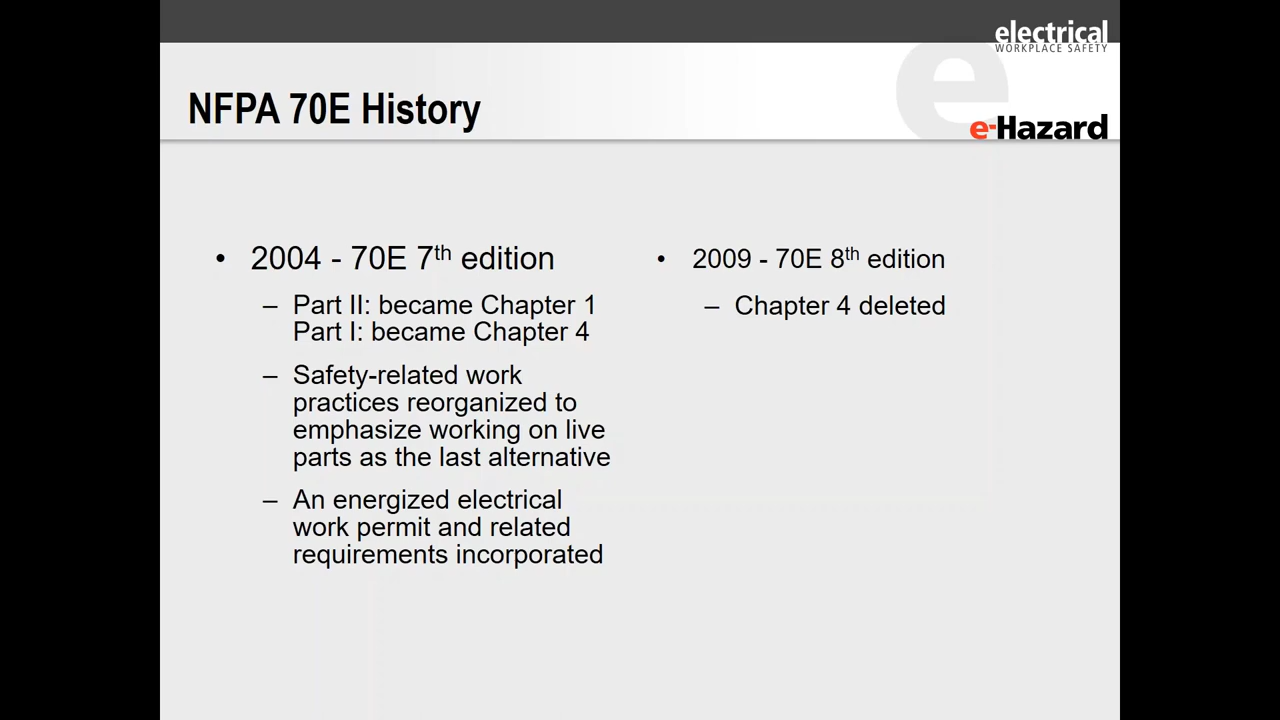 electrical
WORKPLACE SAFETY
NFPA 70E History
e-Hazard
• 2004 - 70E 7th edition
– Part II: became Chapter 1
Part I: became Chapter 4
– Safety-related work
practices reorganized to
emphasize working on live
parts as the last alternative
– An energized electrical
work permit and related
requirements incorporated
• 2009 - 70E 8th edition
– Chapter 4 deleted